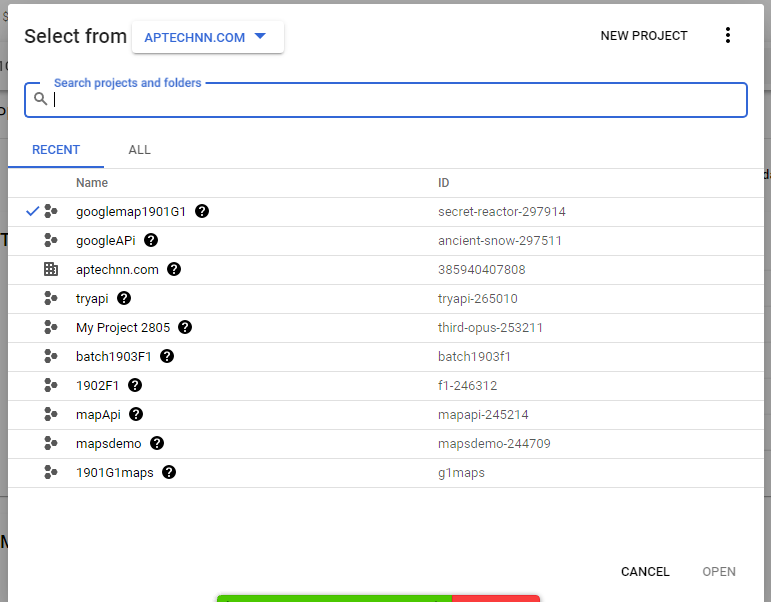 Select from APTECHNN.COM NEW PROJECT
Search projects and folders
RECENT ALL
Name ID
googlemap1901G1 secret-reactor-297914
googleAPi ancient-snow-297511
aptechnn.com 385940407808
tryapi tryapi-265010
My Project 2805 third-opus-253211
batch1903F1 batch1903f1
1902F1 f1-246312
mapApi mapapi-245214
mapsdemo mapsdemo-244709
1901G1maps g1maps
CANCEL OPEN